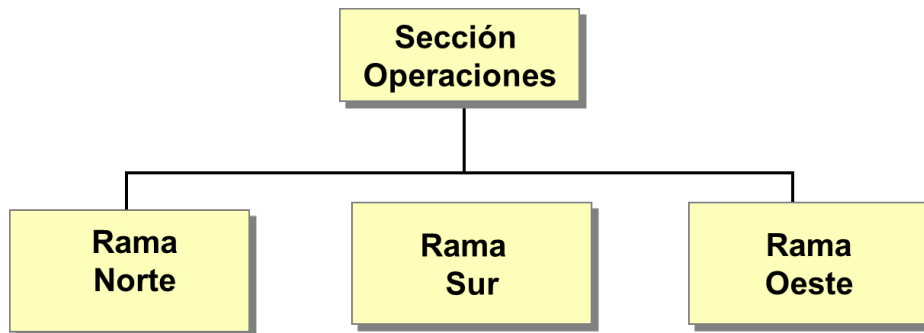 Sección
Operaciones
Rama
Norte
Rama
Sur
Rama
Oeste